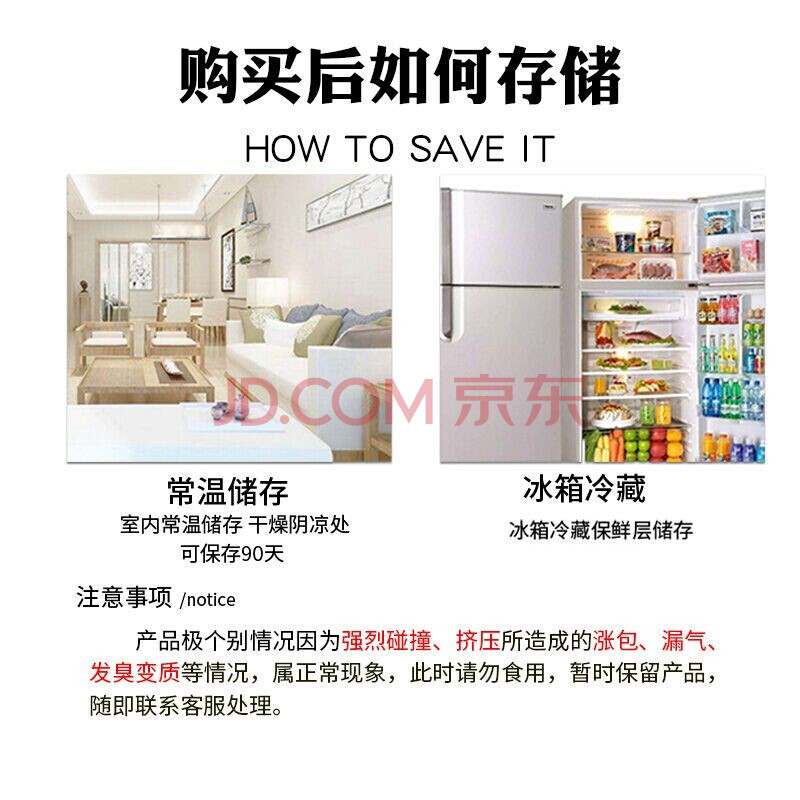 购买后如何存储
HOW TO SAVE IT
JD.COM 京东
常温储存
室内常温储存 干燥阴凉处
可保存90天
冰箱冷藏
冰箱冷藏保鲜层储存
注意事项 /notice
产品极个别情况因为强烈碰撞、挤压所造成的涨包、漏气、
发臭变质等情况，属正常现象，此时请勿食用，暂时保留产品，
随即联系客服处理。